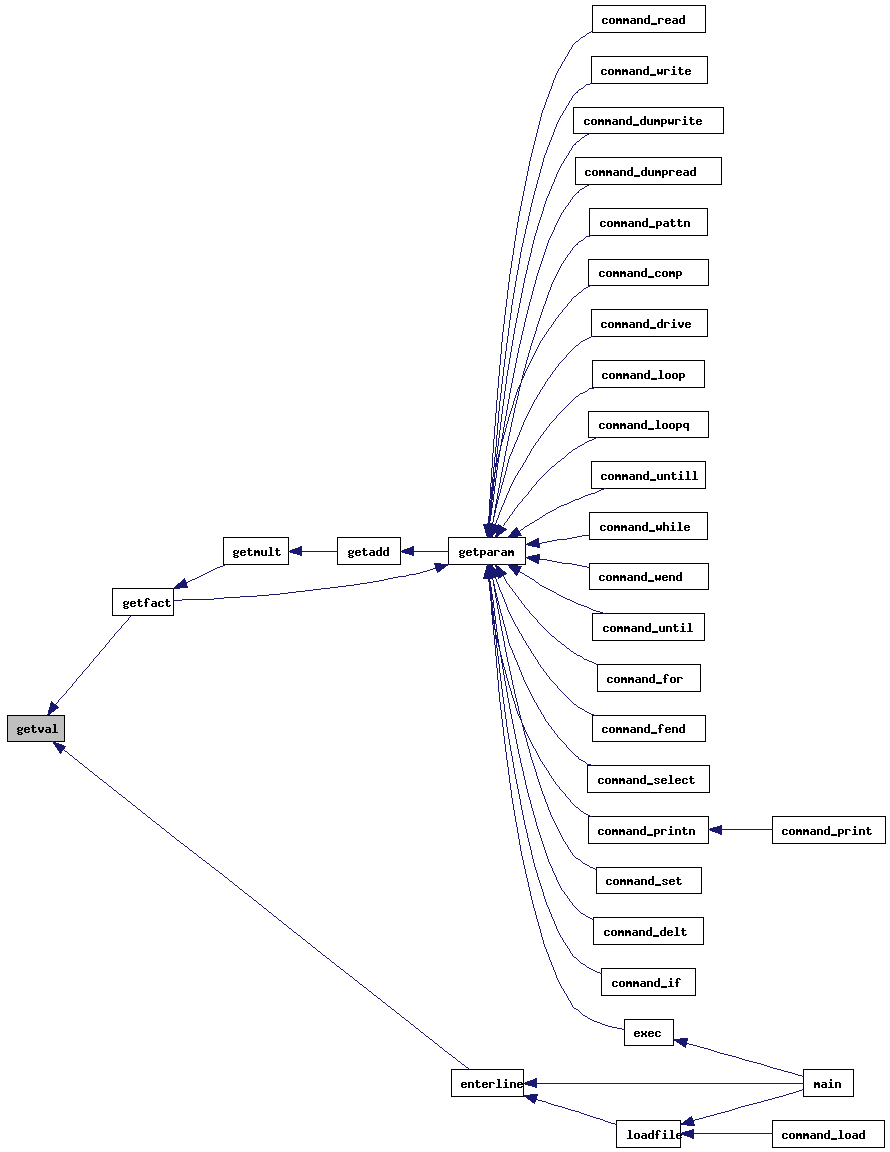 command_read
command_write
command_dumpwrite
command_dumpread
command_pattn
command_comp
command_drive
command_loop
command_loopq
command_untill
command_while
getmult
getadd
getparam
command_wend
getfact
command_until
command_for
getval
command_fend
command_select
command_printn
command_print
command_set
command_delt
command_if
exec
enterline
main
loadfile
command_load